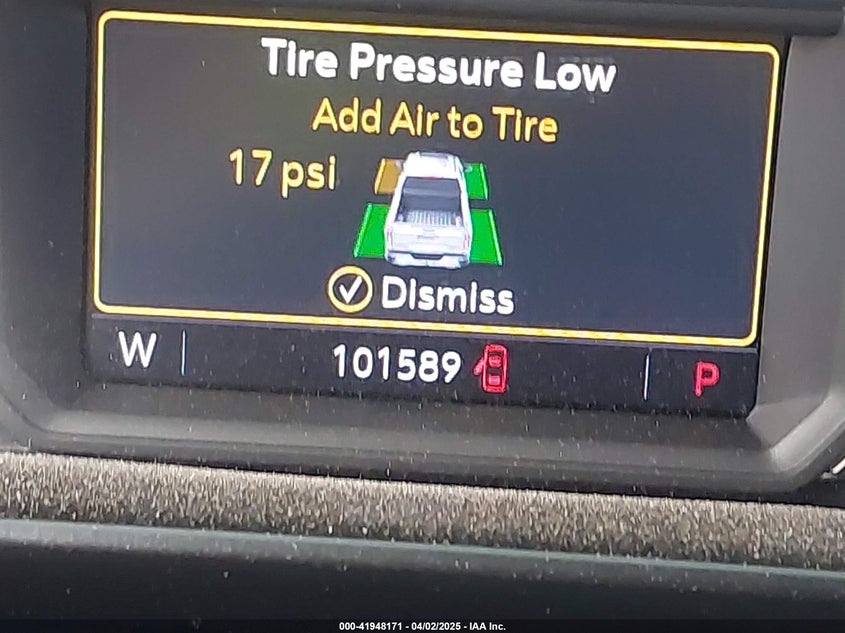 Tire Pressure Low
Add Air to Tire
17 psi
Dismiss
W 101589 P
000-41948171 - 04/02/2025 - IAA Inc.